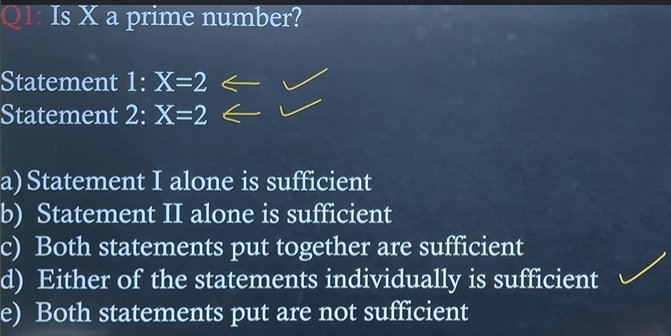 Q1: Is X a prime number?
Statement 1: X=2 ← ✓
Statement 2: X=2 ← ✓
a) Statement I alone is sufficient
b) Statement II alone is sufficient
c) Both statements put together are sufficient
d) Either of the statements individually is sufficient ✓
e) Both statements put are not sufficient